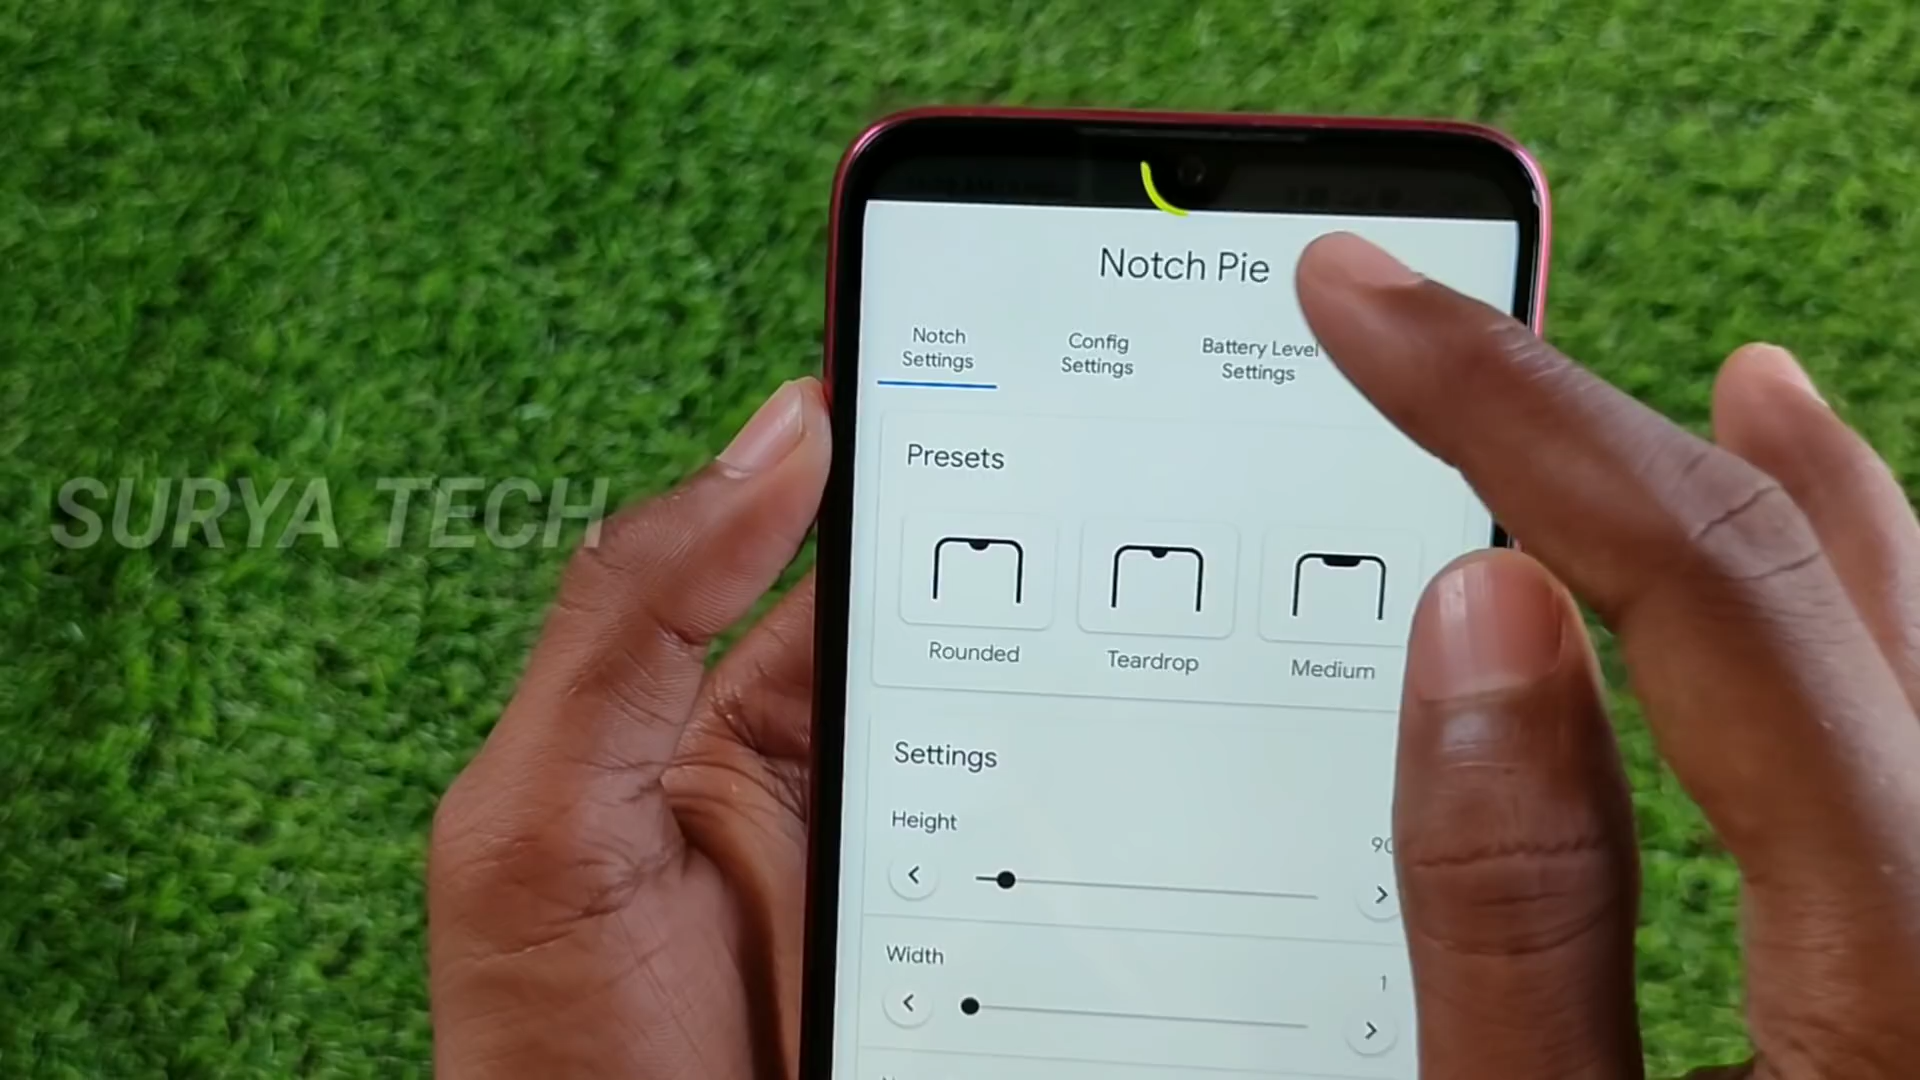 Notch Pie
Notch
Settings
Config
Settings
Battery Level
Settings
Presets
SURYA TECH
Rounded
Teardrop
Medium
Settings
Height
90
Width
1